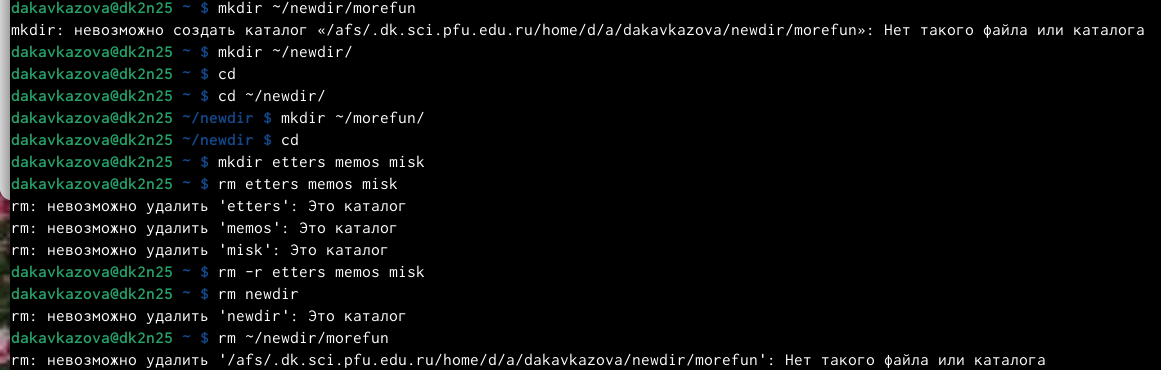 dakavkazova@dk2n25 ~ $ mkdir ~/newdir/morefun
mkdir: невозможно создать каталог «/afs/.dk.sci.pfu.edu.ru/home/d/a/dakavkazova/newdir/morefun»: Нет такого файла или каталога
dakavkazova@dk2n25 ~ $ mkdir ~/newdir/
dakavkazova@dk2n25 ~ $ cd
dakavkazova@dk2n25 ~ $ cd ~/newdir/
dakavkazova@dk2n25 ~/newdir $ mkdir ~/morefun/
dakavkazova@dk2n25 ~/newdir $ cd
dakavkazova@dk2n25 ~ $ mkdir etters memos misk
dakavkazova@dk2n25 ~ $ rm etters memos misk
rm: невозможно удалить 'etters': Это каталог
rm: невозможно удалить 'memos': Это каталог
rm: невозможно удалить 'misk': Это каталог
dakavkazova@dk2n25 ~ $ rm -r etters memos misk
dakavkazova@dk2n25 ~ $ rm newdir
rm: невозможно удалить 'newdir': Это каталог
dakavkazova@dk2n25 ~ $ rm ~/newdir/morefun
rm: невозможно удалить '/afs/.dk.sci.pfu.edu.ru/home/d/a/dakavkazova/newdir/morefun': Нет такого файла или каталога